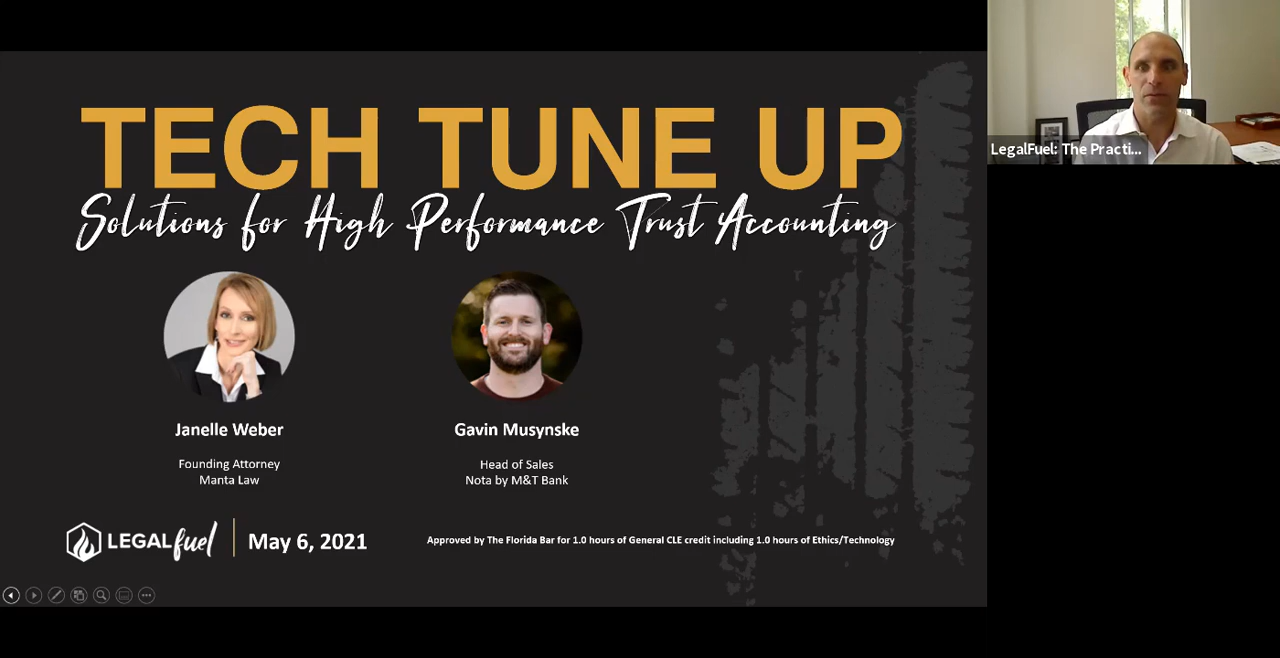 TECH TUNE UP
Solutions for High Performance Trust Accounting
Janelle Weber
Founding Attorney
Manta Law
Gavin Musynske
Head of Sales
Nota by M&T Bank
LEGALfuel
May 6, 2021
Approved by The Florida Bar for 1.0 hours of General CLE credit including 1.0 hours of Ethics/Technology
LegalFuel: The Practi...